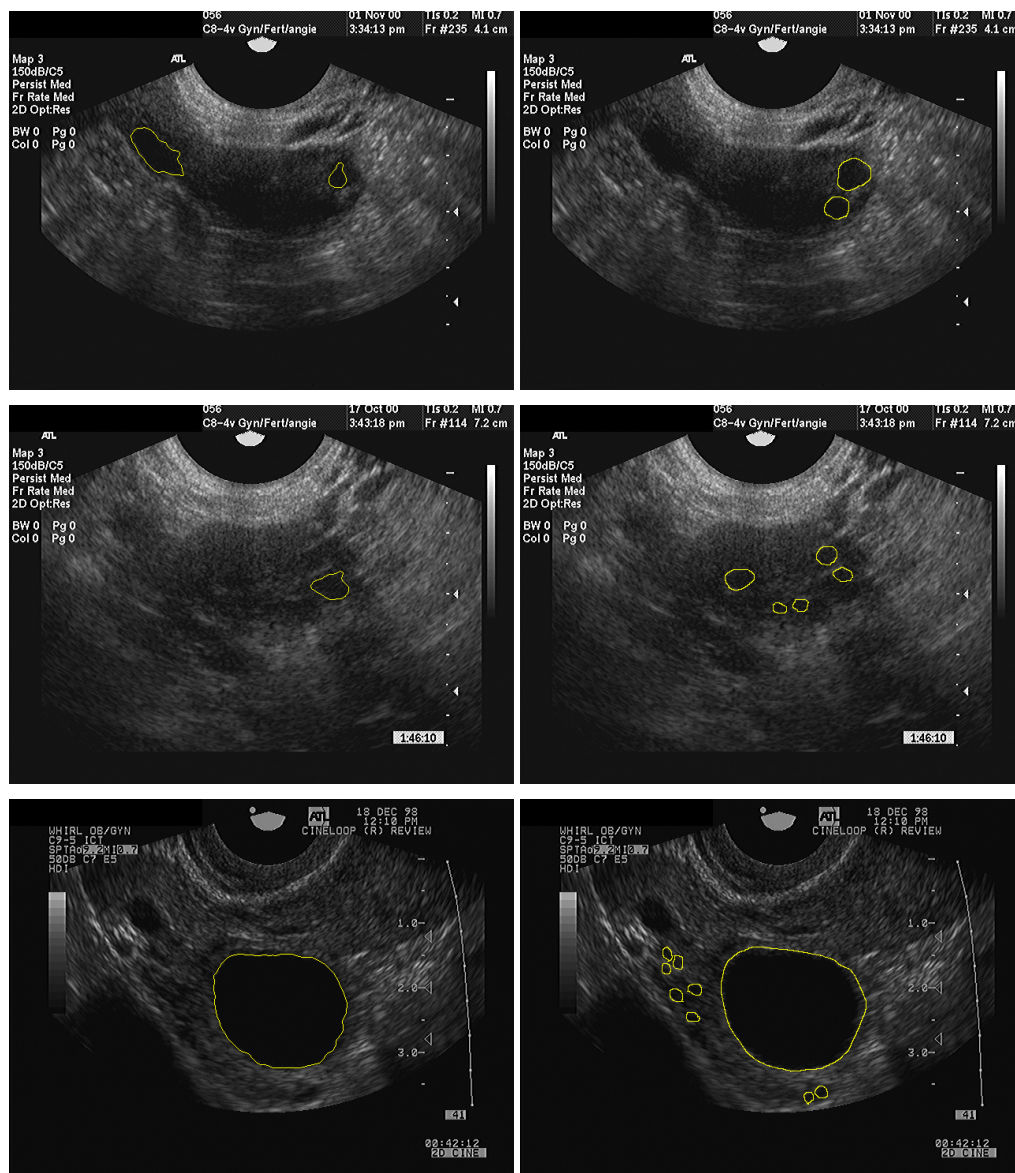 056 01 Nov 00 TIs 0.2 MI 0.7
C8-4v Gyn/Fert/angie 3:34:13 pm Fr #235 4.1 cm
ATL
Map 3
150dB/C5
Persist Med
Fr Rate Med
2D Opt:Res
BW 0 Pg 0
Col 0 Pg 0
056 01 Nov 00 TIs 0.2 MI 0.7
C8-4v Gyn/Fert/angie 3:34:13 pm Fr #235 4.1 cm
ATL
Map 3
150dB/C5
Persist Med
Fr Rate Med
2D Opt:Res
BW 0 Pg 0
Col 0 Pg 0
056 17 Oct 00 TIs 0.2 MI 0.7
C8-4v Gyn/Fert/angie 3:43:18 pm Fr #114 7.2 cm
ATL
Map 3
150dB/C5
Persist Med
Fr Rate Med
2D Opt:Res
BW 0 Pg 0
Col 0 Pg 0
1:46:10
056 17 Oct 00 TIs 0.2 MI 0.7
C8-4v Gyn/Fert/angie 3:43:18 pm Fr #114 7.2 cm
ATL
Map 3
150dB/C5
Persist Med
Fr Rate Med
2D Opt:Res
BW 0 Pg 0
Col 0 Pg 0
1:46:10
ATL 18 DEC 98
12:10 PM
CINELOOP (R) REVIEW
WHIRL OB/GYN
C9-5 ICT
SPTAd9.2MI0.7
50DB C7 E5
HDI
1.0
2.0
3.0
41
00:42:12
2D CINE
ATL 18 DEC 98
12:10 PM
CINELOOP (R) REVIEW
WHIRL OB/GYN
C9-5 ICT
SPTAd9.2MI0.7
50DB C7 E5
HDI
1.0
2.0
3.0
41
00:42:12
2D CINE